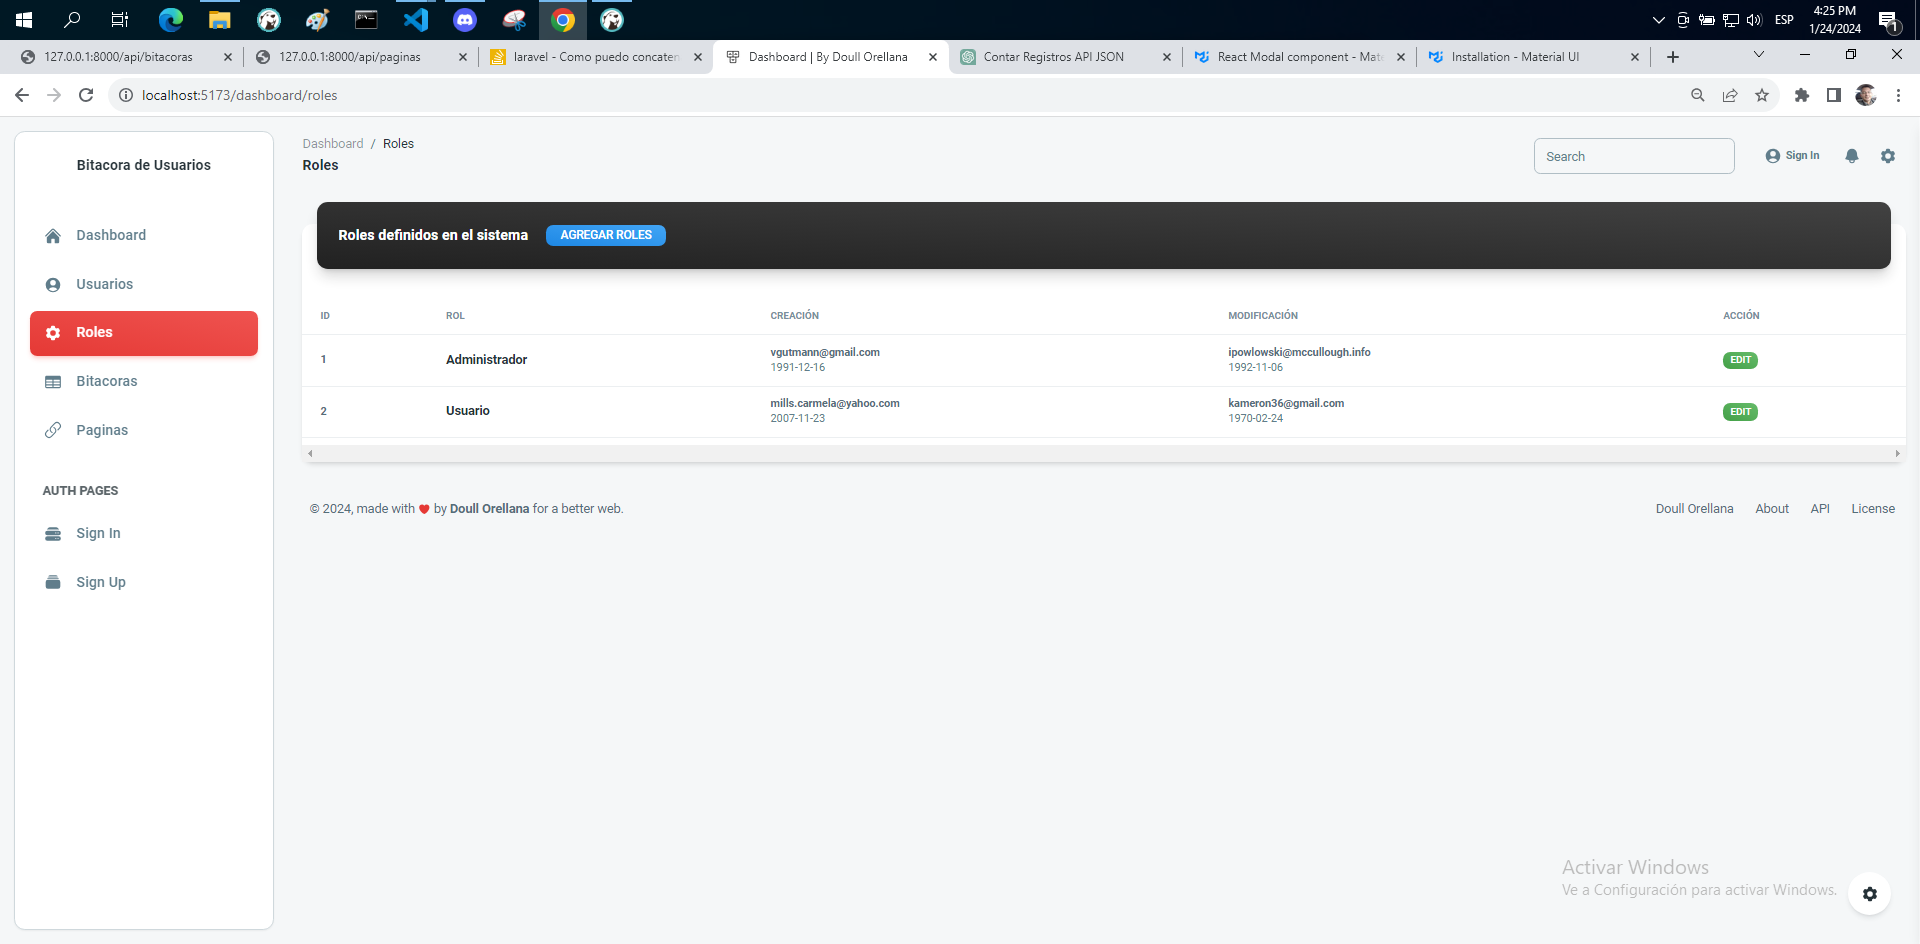 ESP
4:25 PM
1/24/2024
1
127.0.0.1:8000/api/bitacoras
127.0.0.1:8000/api/paginas
laravel - Como puedo concaten
Dashboard | By Doull Orellana
Contar Registros API JSON
React Modal component - Mate
Installation - Material UI
localhost:5173/dashboard/roles
Bitacora de Usuarios
Dashboard
Usuarios
Roles
Bitacoras
Paginas
AUTH PAGES
Sign In
Sign Up
Dashboard / Roles
Roles
Search
Sign In
Roles definidos en el sistema AGREGAR ROLES
ID ROL CREACIÓN MODIFICACIÓN ACCIÓN
1 Administrador vgutmann@gmail.com 1991-12-16 ipowlowski@mccullough.info 1992-11-06 EDIT
2 Usuario mills.carmela@yahoo.com 2007-11-23 kameron36@gmail.com 1970-02-24 EDIT
© 2024, made with by Doull Orellana for a better web.
Doull Orellana About API License
Activar Windows
Ve a Configuración para activar Windows.